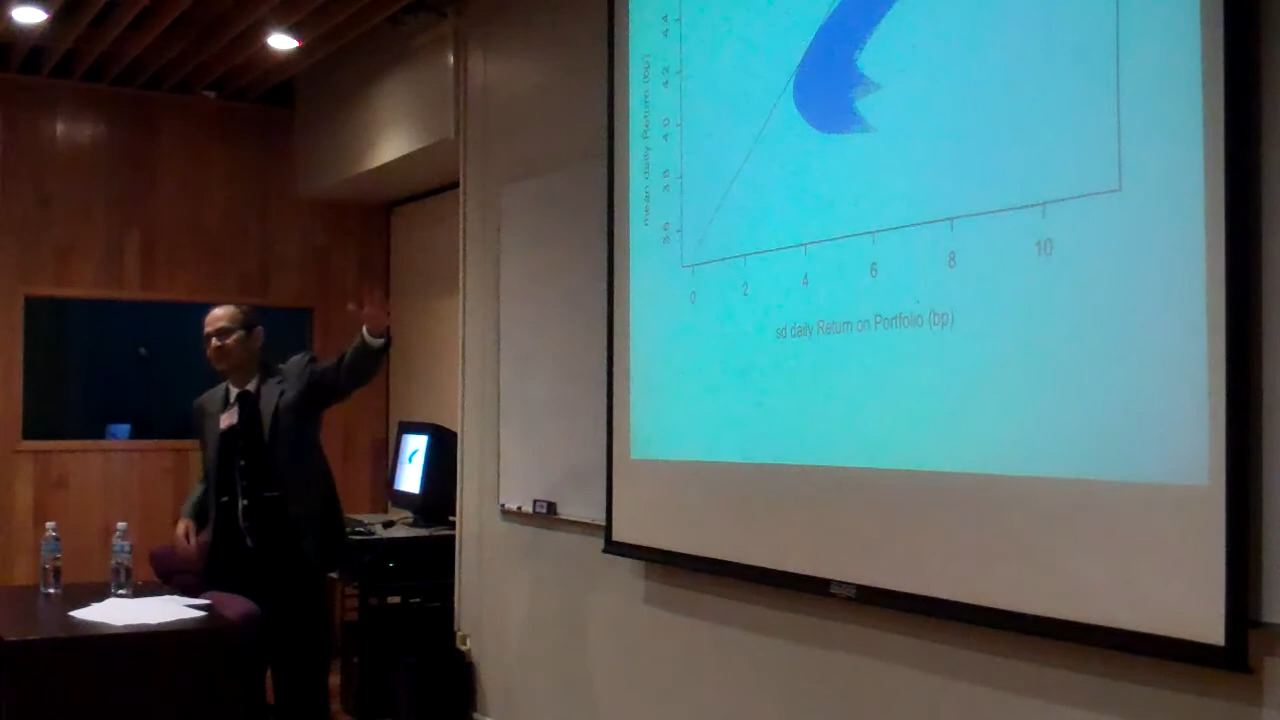 mean daily Return (bp)
4.4
4.2
4.0
3.8
3.6
0 2 4 6 8 10
sd daily Return on Portfolio (bp)